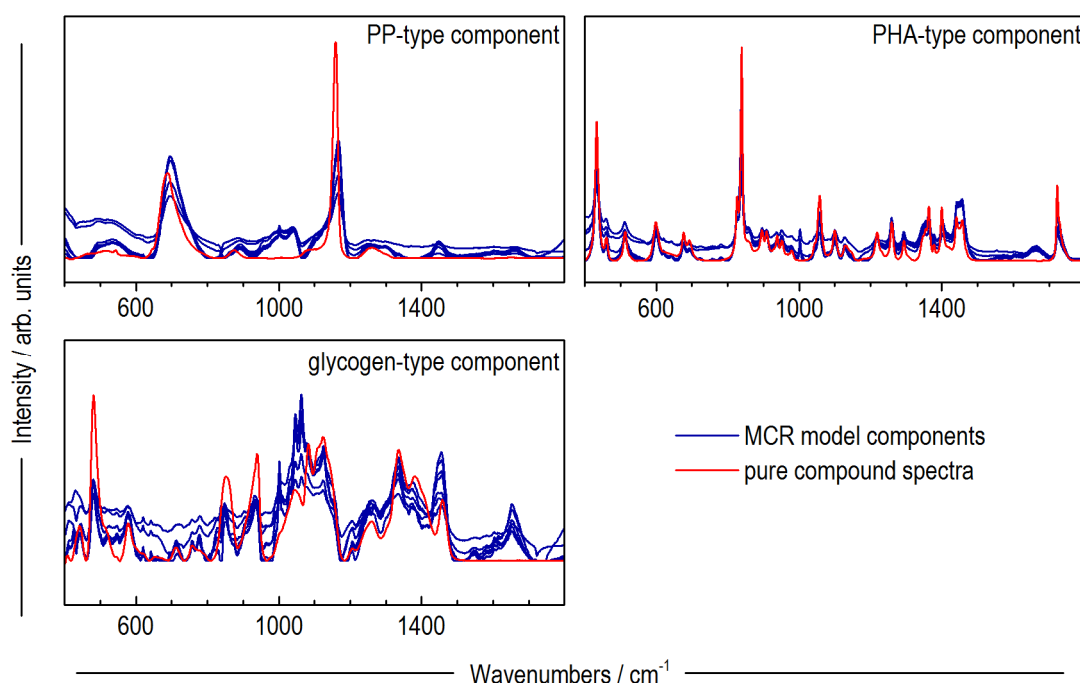 PP-type component
PHA-type component
600 1000 1400
600 1000 1400
glycogen-type component
MCR model components
pure compound spectra
600 1000 1400
Intensity / arb. units
Wavenumbers / cm⁻¹